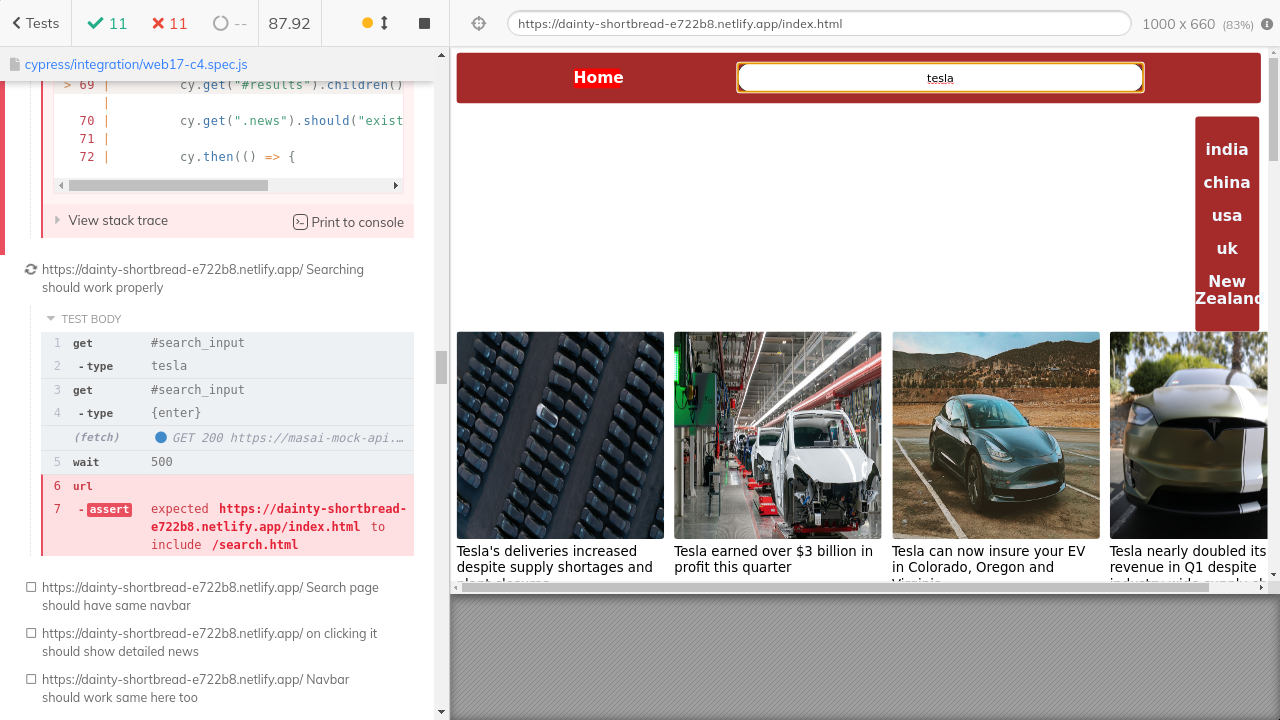 Tests
11
11
--
87.92
https://dainty-shortbread-e722b8.netlify.app/index.html
1000 x 660 (83%)
cypress/integration/web17-c4.spec.js
> 69 | cy.get("#results").children()
|
70 | cy.get(".news").should("exist
71 |
72 | cy.then(() => {
View stack trace
Print to console
https://dainty-shortbread-e722b8.netlify.app/ Searching
should work properly
TEST BODY
1 get #search_input
2 -type tesla
3 get #search_input
4 -type {enter}
(fetch) GET 200 https://masai-mock-api.…
5 wait 500
6 url
7 -assert expected https://dainty-shortbread-
e722b8.netlify.app/index.html to
include /search.html
https://dainty-shortbread-e722b8.netlify.app/ Search page
should have same navbar
https://dainty-shortbread-e722b8.netlify.app/ on clicking it
should show detailed news
https://dainty-shortbread-e722b8.netlify.app/ Navbar
should work same here too
Home
tesla
india
china
usa
uk
New
Zealand
Tesla's deliveries increased
despite supply shortages and
plant closures
Tesla earned over $3 billion in
profit this quarter
Tesla can now insure your EV
in Colorado, Oregon and
Virginia
Tesla nearly doubled its
revenue in Q1 despite